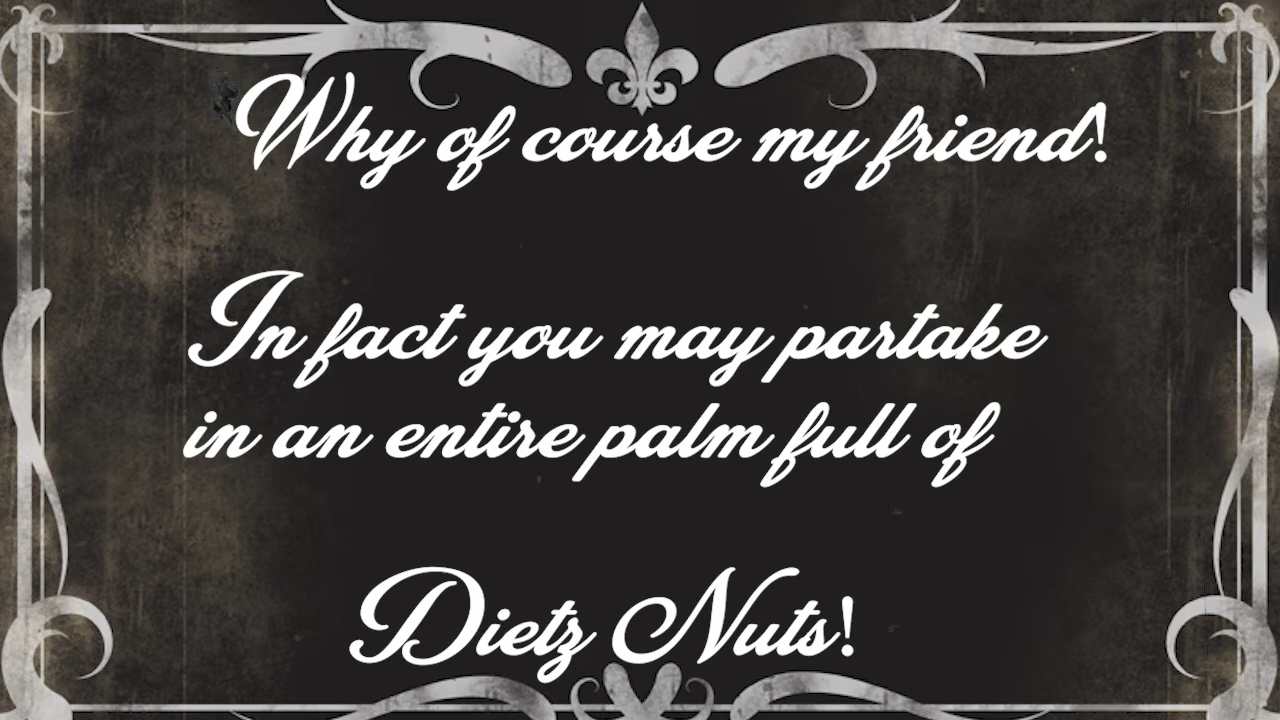 Why of course my friend!
In fact you may partake
in an entire palm full of
Dietz Nuts!